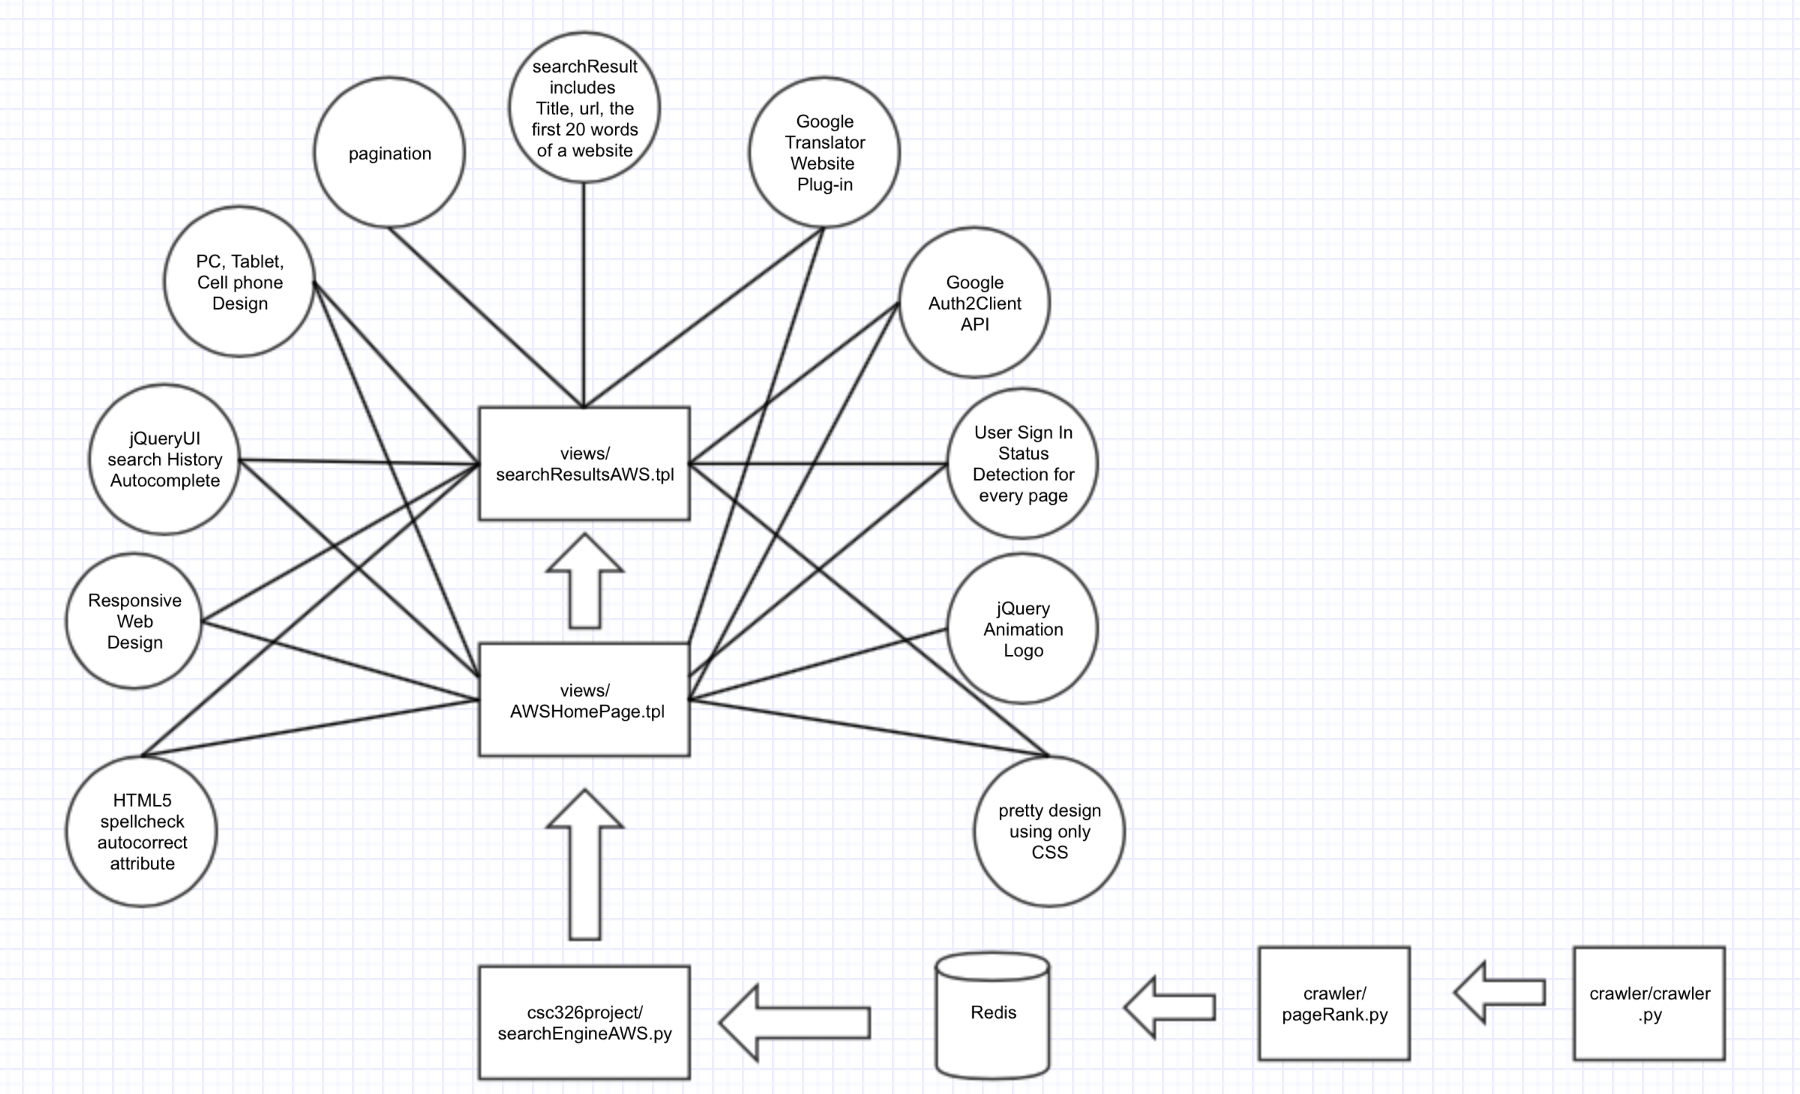 searchResult
includes
Title, url, the
first 20 words
of a website
pagination
Google
Translator
Website
Plug-in
PC, Tablet,
Cell phone
Design
Google
Auth2Client
API
jQueryUI
search History
Autocomplete
views/
searchResultsAWS.tpl
User Sign In
Status
Detection for
every page
Responsive
Web
Design
jQuery
Animation
Logo
views/
AWSHomePage.tpl
HTML5
spellcheck
autocorrect
attribute
pretty design
using only
CSS
csc326project/
searchEngineAWS.py
Redis
crawler/
pageRank.py
crawler/crawler
.py